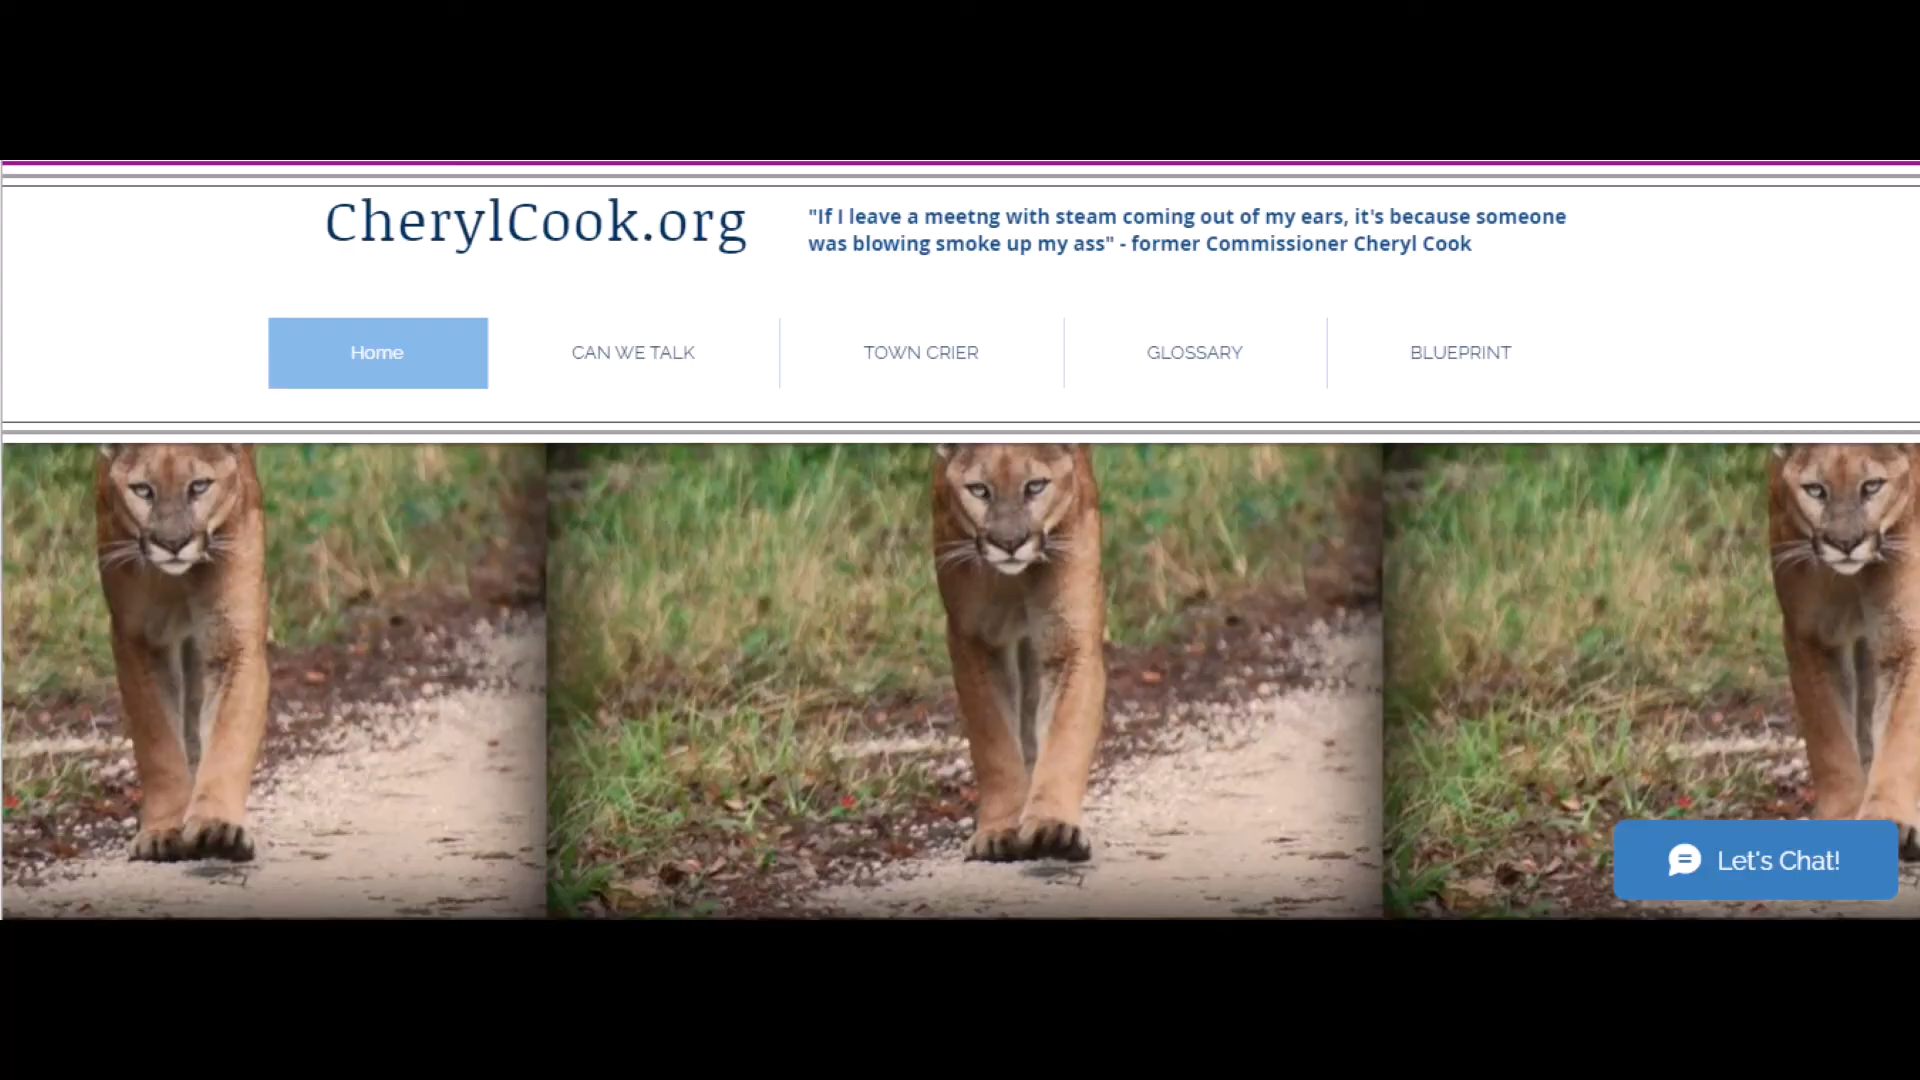 CherylCook.org
"If I leave a meetng with steam coming out of my ears, it's because someone
was blowing smoke up my ass" - former Commissioner Cheryl Cook
Home
CAN WE TALK
TOWN CRIER
GLOSSARY
BLUEPRINT
Let's Chat!